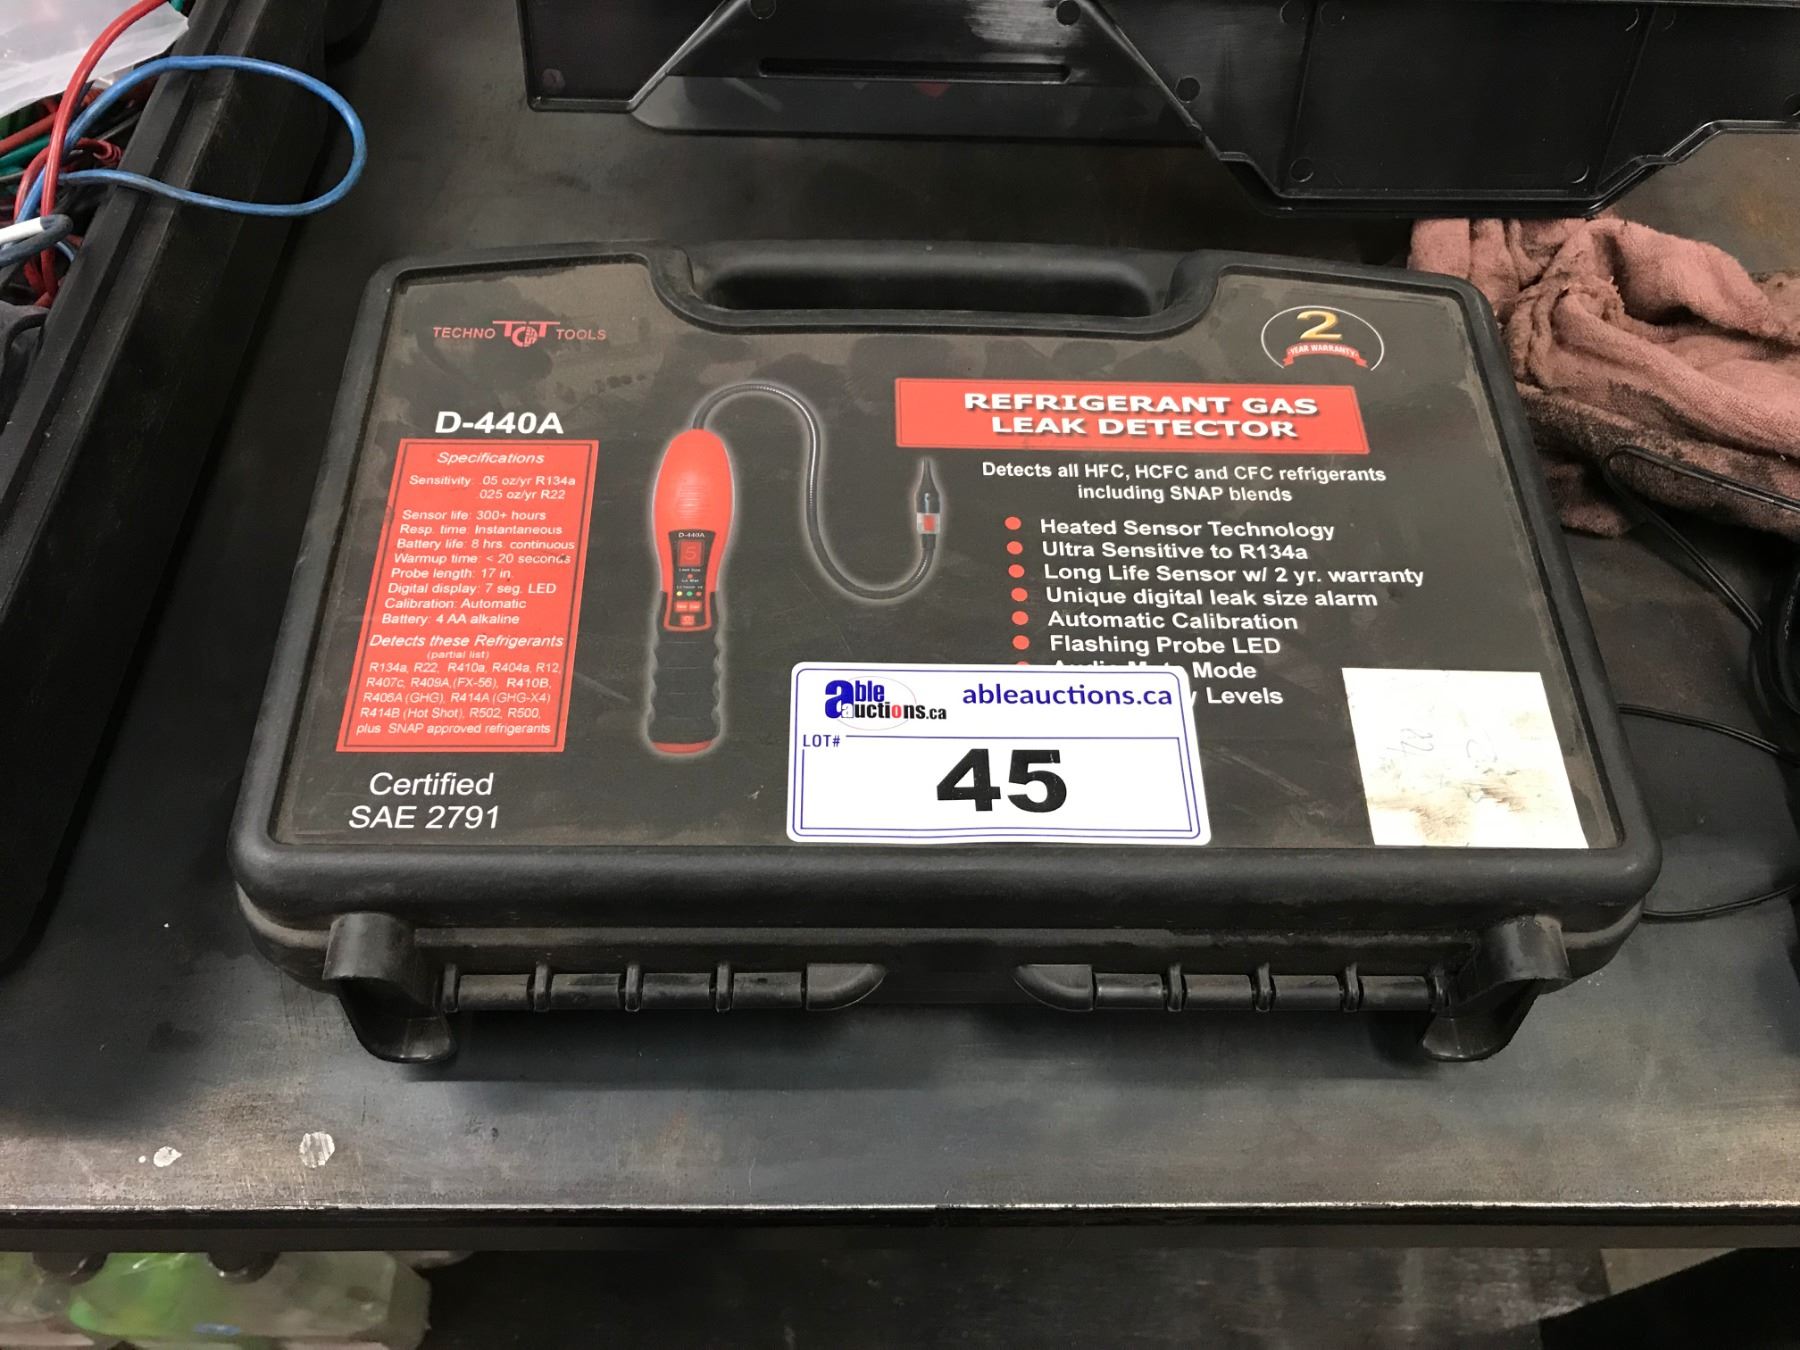 TECHNO TEST TOOLS
D-440A
Specifications
Sensitivity: .05 oz/yr R134a
.025 oz/yr R22
Sensor life: 300+ hours
Resp. time: Instantaneous
Battery life: 8 hrs. continuous
Warmup time: < 20 seconds
Probe length: 17 in.
Digital display: 7 seg. LED
Calibration: Automatic
Battery: 4 AA alkaline
Detects these Refrigerants
(partial list)
R134a, R22, R410a, R404a, R12,
R407c, R409A,(FX-56), R410B,
R406A (GHG), R414A (GHG-X4)
R414B (Hot Shot), R502, R500,
plus SNAP approved refrigerants
Certified
SAE 2791
D-440A
5
2
YEAR WARRANTY
REFRIGERANT GAS
LEAK DETECTOR
Detects all HFC, HCFC and CFC refrigerants
including SNAP blends
Heated Sensor Technology
Ultra Sensitive to R134a
Long Life Sensor w/ 2 yr. warranty
Unique digital leak size alarm
Automatic Calibration
Flashing Probe LED
Audio Mute Mode
Levels
able auctions.ca
ableauctions.ca
LOT#
45